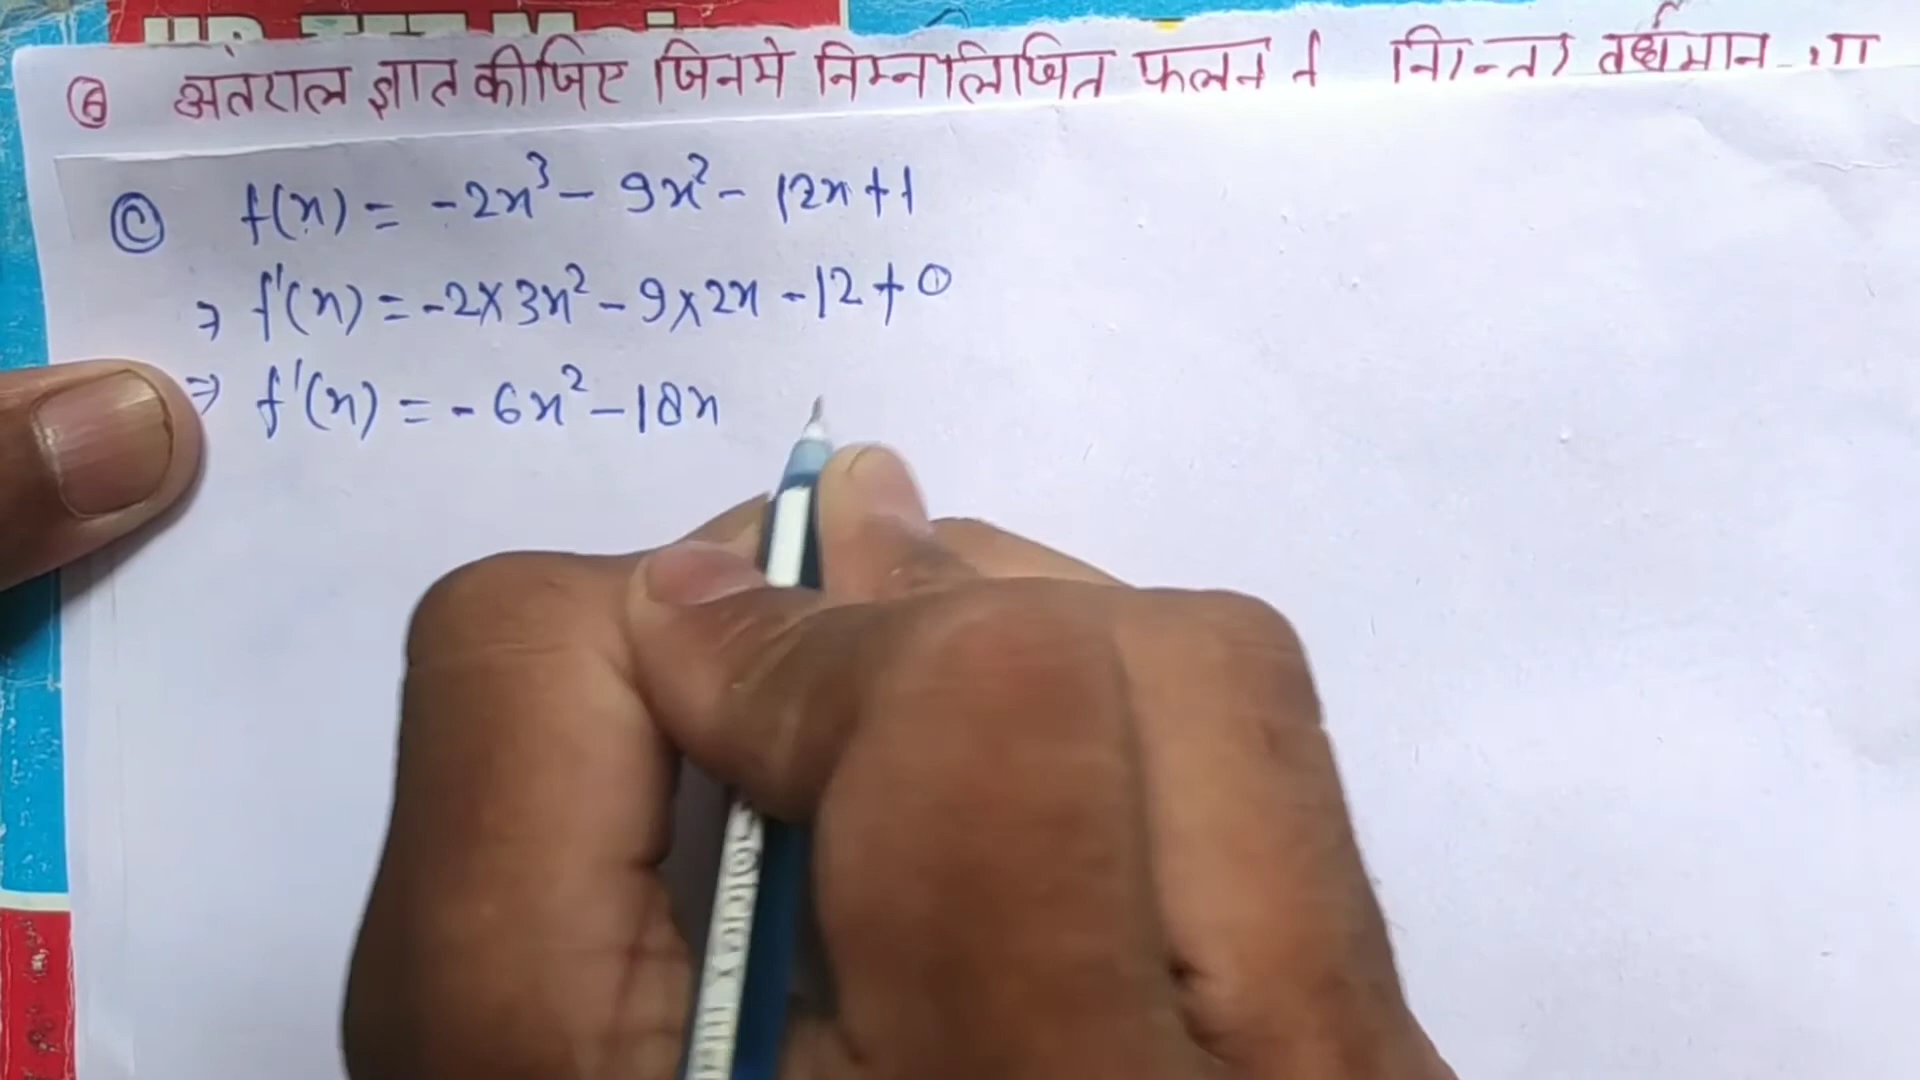 ⑥ अंतराल ज्ञात कीजिए जिनमे निम्नलिखित फलन f
Ⓒ f(x) = -2x³ - 9x² - 12x + 1
⇒ f'(x) = -2×3x² - 9×2x - 12 + 0
⇒ f'(x) = -6x² - 18x